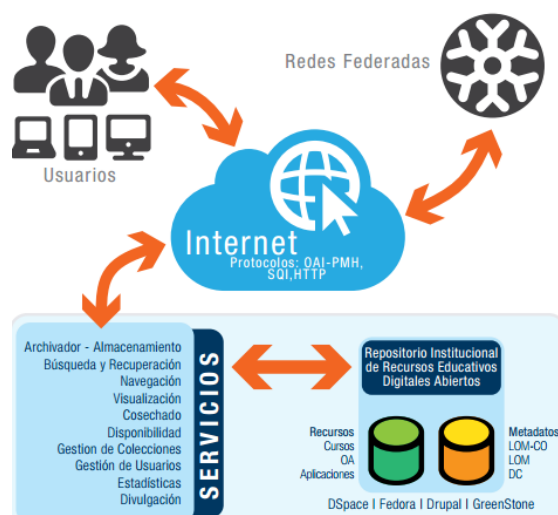 Redes Federadas
Usuarios
Internet
Protocolos: OAI-PMH,
SQI,HTTP
Archivador - Almacenamiento
Búsqueda y Recuperación
Navegación
Visualización
Cosechado
Disponibilidad
Gestion de Colecciones
Gestión de Usuarios
Estadísticas
Divulgación
SERVICIOS
Repositorio Institucional
de Recursos Educativos
Digitales Abiertos
Recursos
Cursos
OA
Aplicaciones
Metadatos
LOM-CO
LOM
DC
DSpace I Fedora I Drupal I GreenStone